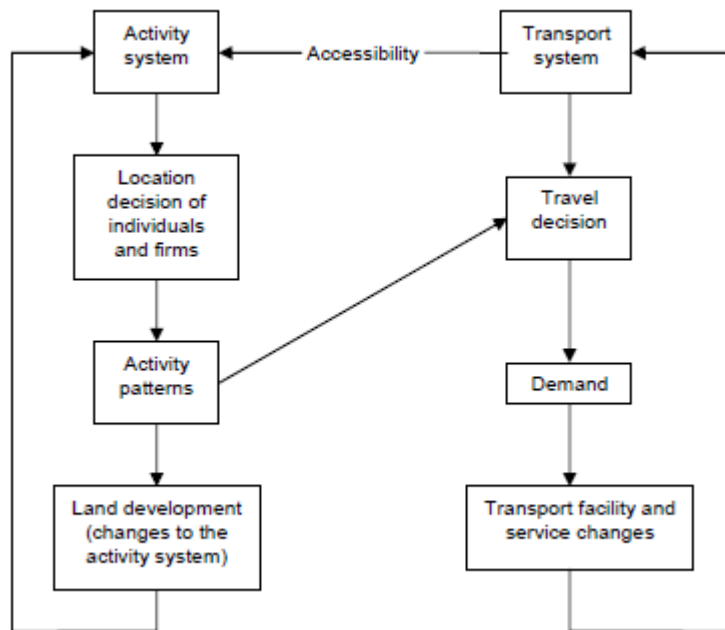 Activity
system
Accessibility
Transport
system
Location
decision of
individuals
and firms
Travel
decision
Activity
patterns
Demand
Land development
(changes to the
activity system)
Transport facility and
service changes